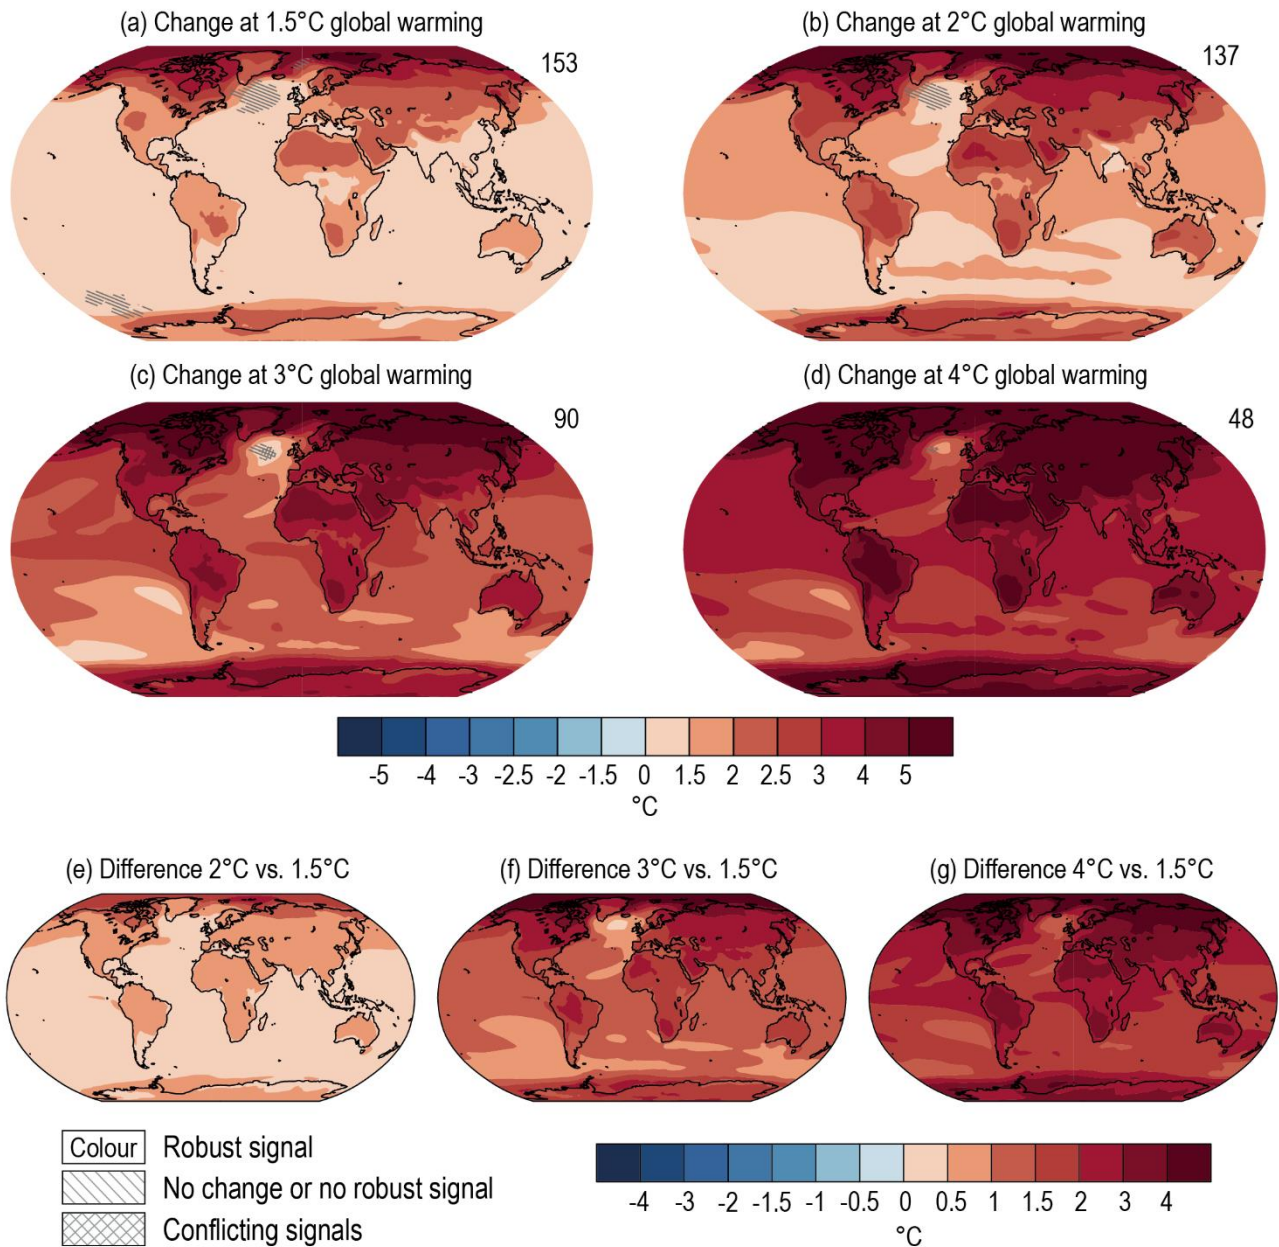 (a) Change at 1.5°C global warming
(b) Change at 2°C global warming
153
137
(c) Change at 3°C global warming
(d) Change at 4°C global warming
90
48
-5 -4 -3 -2.5 -2 -1.5 0 1.5 2 2.5 3 4 5
°C
(e) Difference 2°C vs. 1.5°C
(f) Difference 3°C vs. 1.5°C
(g) Difference 4°C vs. 1.5°C
Colour Robust signal
No change or no robust signal
Conflicting signals
-4 -3 -2 -1.5 -1 -0.5 0 0.5 1 1.5 2 3 4
°C